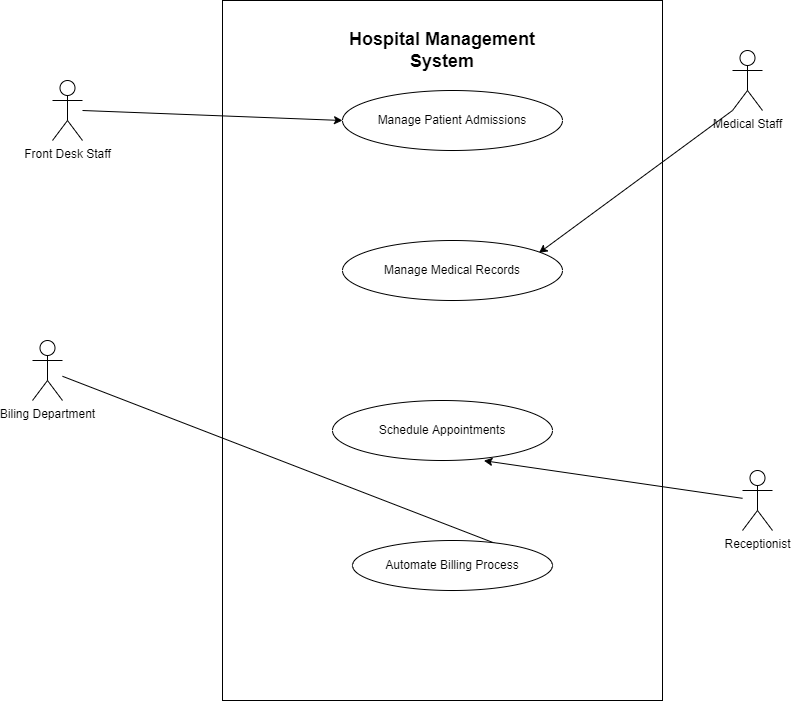 Hospital Management
System
Manage Patient Admissions
Front Desk Staff
Medical Staff
Manage Medical Records
Biling Department
Schedule Appointments
Receptionist
Automate Billing Process